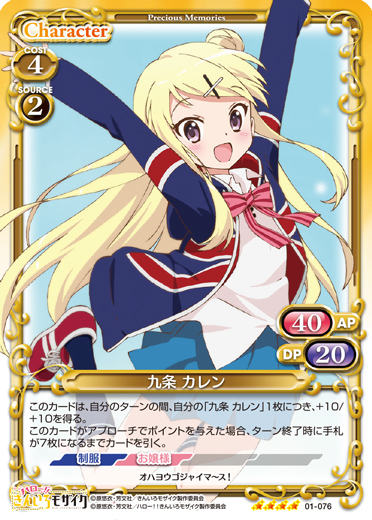 Precious Memories
Character
COST
4
SOURCE
2
40 AP
DP 20
九条 カレン
このカードは、自分のターンの間、自分の「九条 カレン」1枚につき、+10/
+10を得る。
このカードがアプローチでポイントを与えた場合、ターン終了時に手札
が7枚になるまでカードを引く。
制服 お嬢様
オハヨウゴジャイマ~ス!
ハロー!!
きんいろモザイク
©原悠衣・芳文社/きんいろモザイク製作委員会
©原悠衣・芳文社/ハロー!!きんいろモザイク製作委員会
★★★★★ 01-076